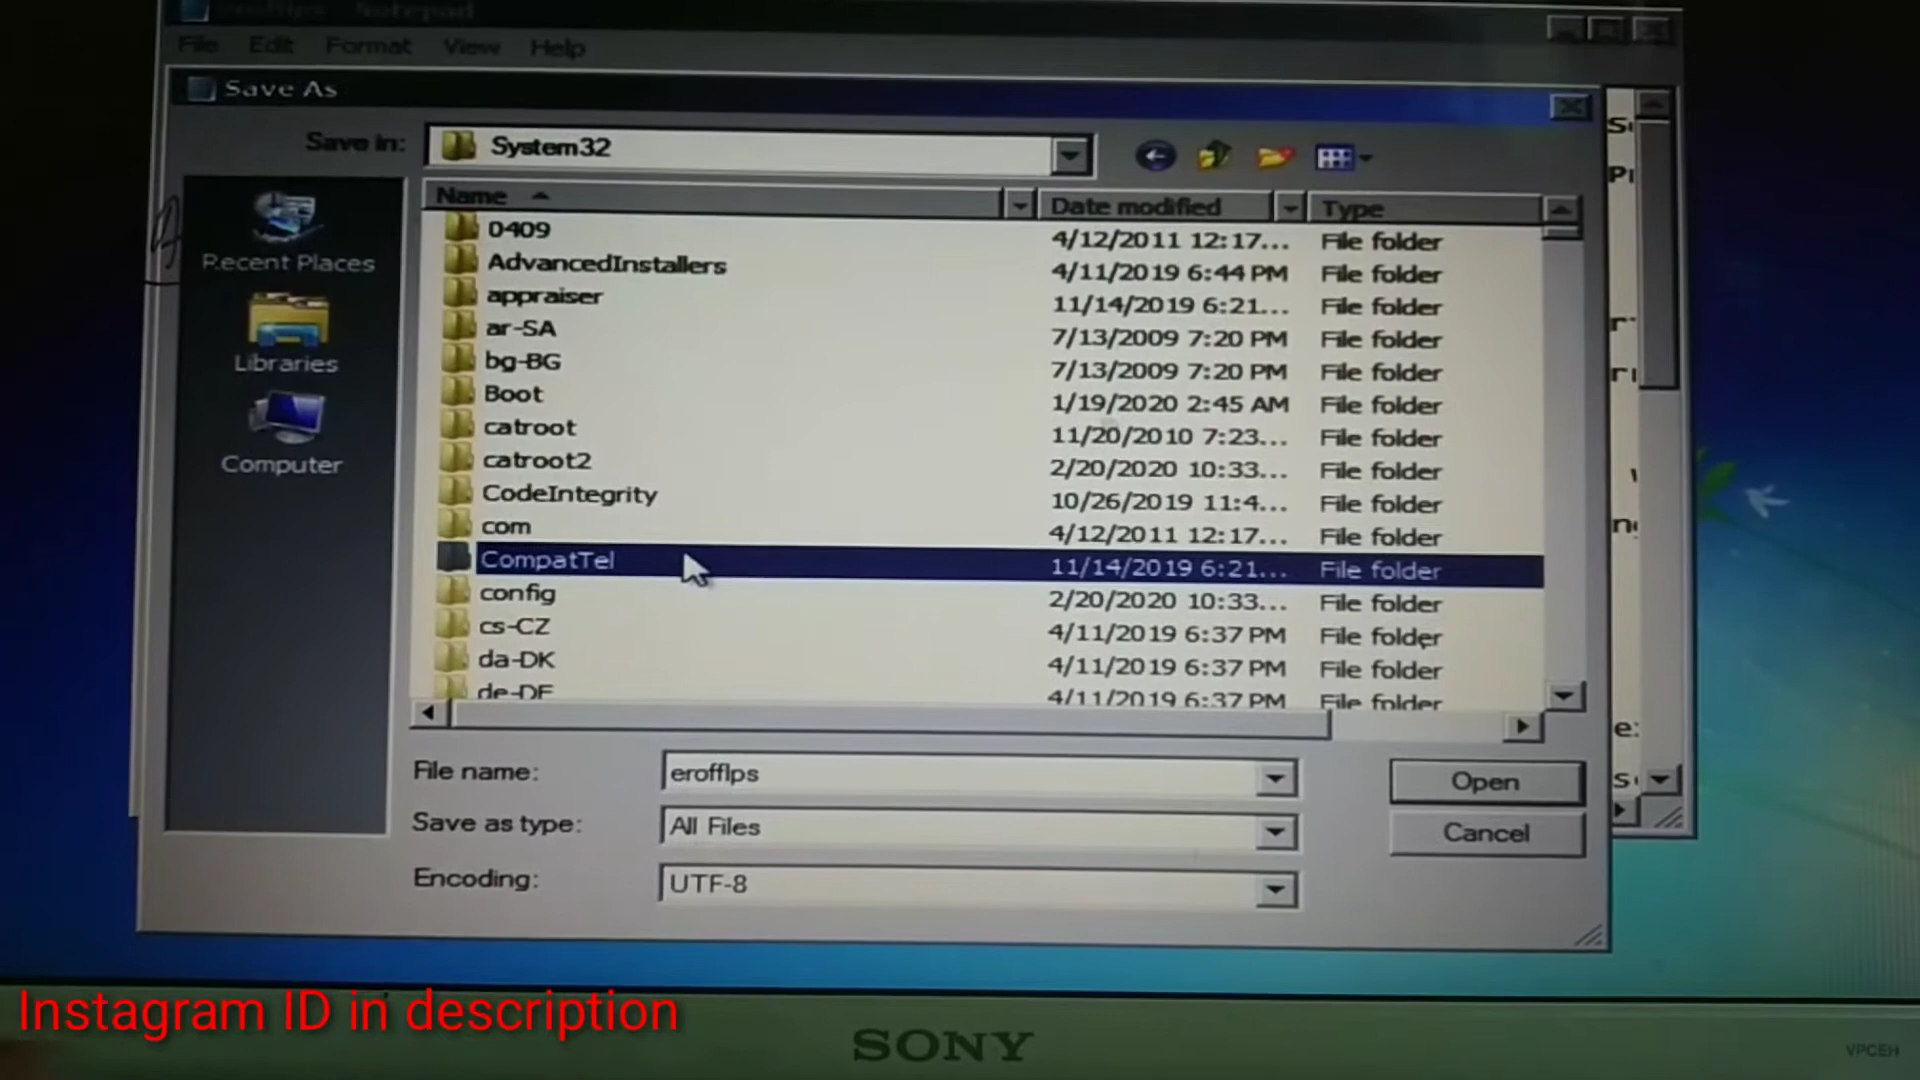 erofflps - Notepad
File Edit Format View Help
Save As
Save in: System32
Name Date modified Type
0409 4/12/2011 12:17... File folder
AdvancedInstallers 4/11/2019 6:44 PM File folder
appraiser 11/14/2019 6:21... File folder
ar-SA 7/13/2009 7:20 PM File folder
bg-BG 7/13/2009 7:20 PM File folder
Boot 1/19/2020 2:45 AM File folder
catroot 11/20/2010 7:23... File folder
catroot2 2/20/2020 10:33... File folder
CodeIntegrity 10/26/2019 11:4... File folder
com 4/12/2011 12:17... File folder
CompatTel 11/14/2019 6:21... File folder
config 2/20/2020 10:33... File folder
cs-CZ 4/11/2019 6:37 PM File folder
da-DK 4/11/2019 6:37 PM File folder
de-DE 4/11/2019 6:37 PM File folder
Recent Places
Libraries
Computer
File name: erofflps
Open
Save as type: All Files
Cancel
Encoding: UTF-8
Instagram ID in description
SONY
VPCEH